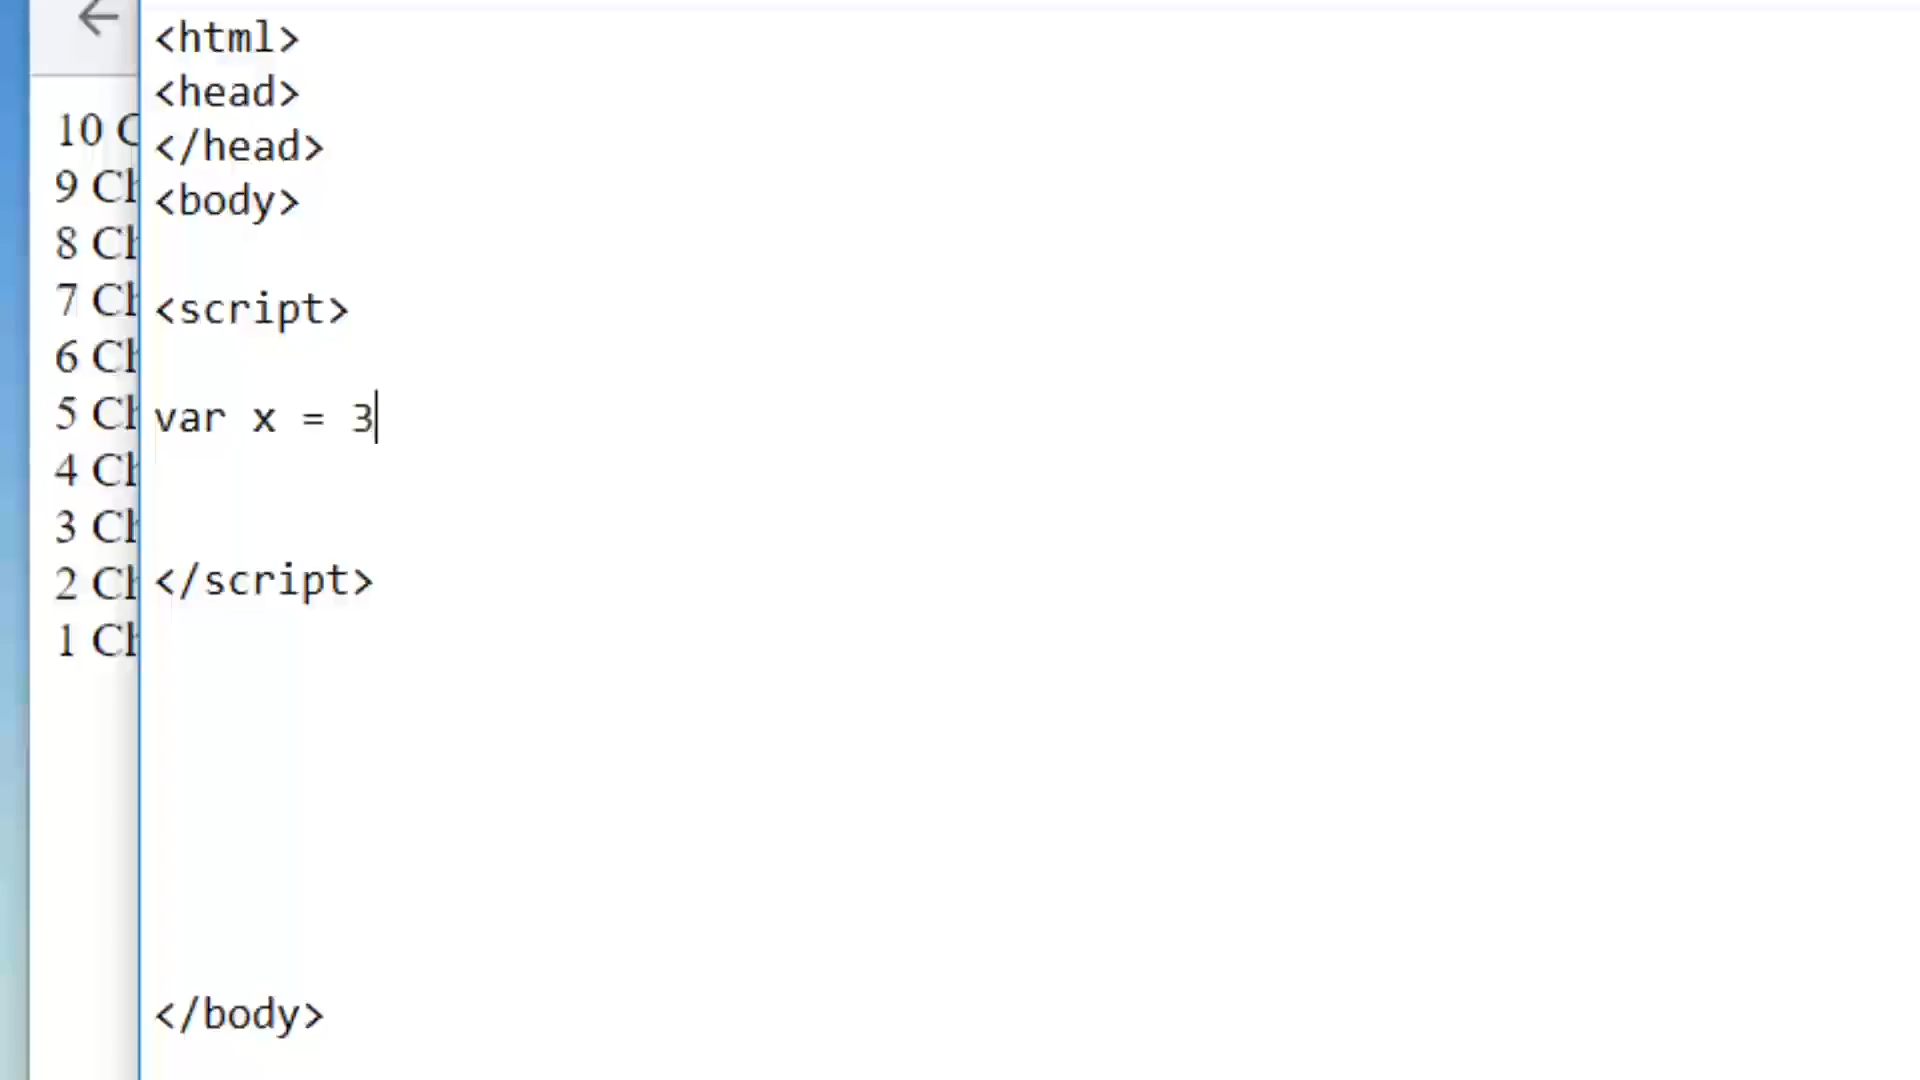 <html>
<head>
</head>
<body>
<script>
var x = 3
</script>
</body>
10
9
8
7
6
5
4
3
2
1